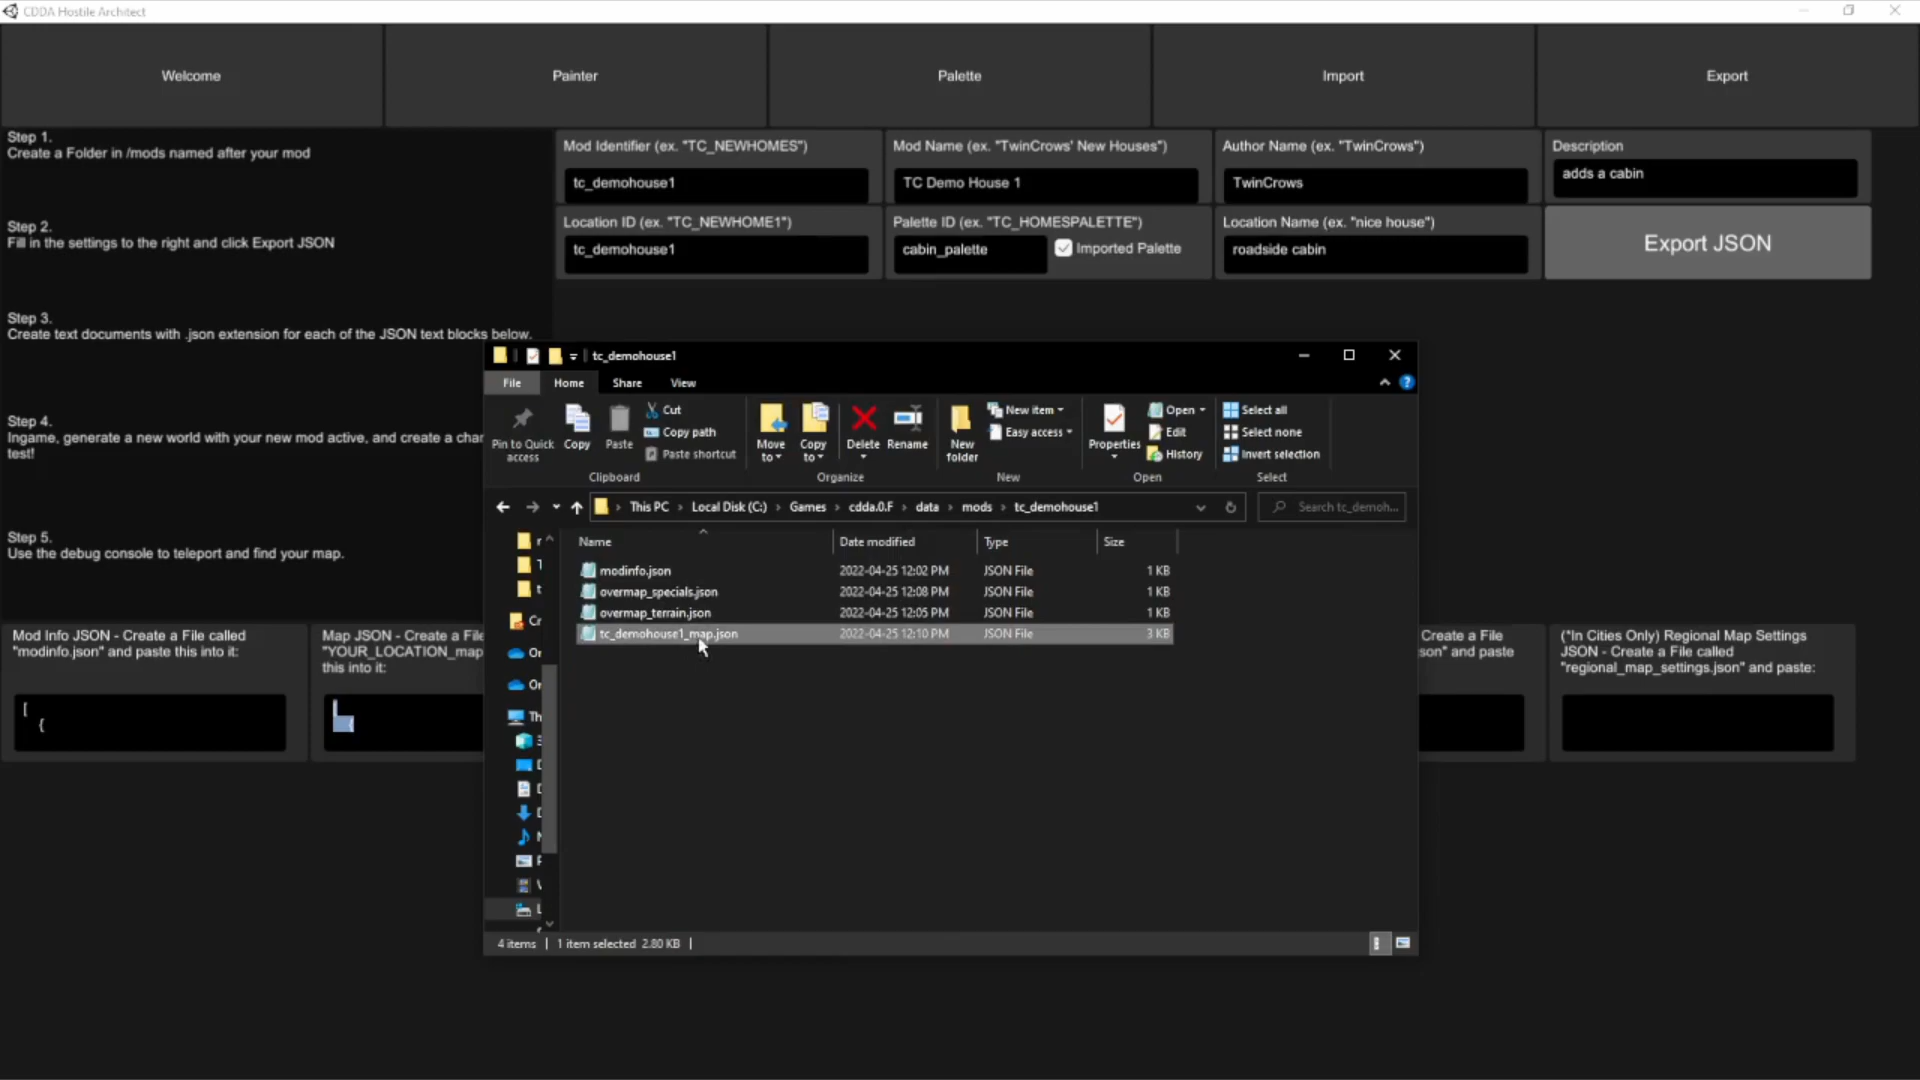 CDDA Hostile Architect
Welcome
Painter
Palette
Import
Export
Step 1.
Create a Folder in /mods named after your mod
Step 2.
Fill in the settings to the right and click Export JSON
Step 3.
Create text documents with .json extension for each of the JSON text blocks below.
Step 4.
Ingame, generate a new world with your new mod active, and create a char
test!
Step 5.
Use the debug console to teleport and find your map.
Mod Identifier (ex. "TC_NEWHOMES")
tc_demohouse1
Mod Name (ex. "TwinCrows' New Houses")
TC Demo House 1
Author Name (ex. "TwinCrows")
TwinCrows
Description
adds a cabin
Location ID (ex. "TC_NEWHOME1")
tc_demohouse1
Palette ID (ex. "TC_HOMESPALETTE")
cabin_palette
Imported Palette
Location Name (ex. "nice house")
roadside cabin
Export JSON
tc_demohouse1
File
Home
Share
View
Pin to Quick
access
Copy
Paste
Cut
Copy path
Paste shortcut
Clipboard
Move
to
Copy
to
Delete
Rename
Organize
New
folder
New item
Easy access
New
Properties
Open
Edit
History
Open
Select all
Select none
Invert selection
Select
This PC > Local Disk (C:) > Games > cdda.0.F > data > mods > tc_demohouse1
Search tc_demoh...
Name
Date modified
Type
Size
modinfo.json 2022-04-25 12:02 PM JSON File 1 KB
overmap_specials.json 2022-04-25 12:08 PM JSON File 1 KB
overmap_terrain.json 2022-04-25 12:05 PM JSON File 1 KB
tc_demohouse1_map.json 2022-04-25 12:10 PM JSON File 3 KB
4 items
1 item selected 2.80 KB
Mod Info JSON - Create a File called
"modinfo.json" and paste this into it:
[
{
Map JSON - Create a File
"YOUR_LOCATION_map
this into it:
Create a File
son" and paste
(*In Cities Only) Regional Map Settings
JSON - Create a File called
"regional_map_settings.json" and paste: